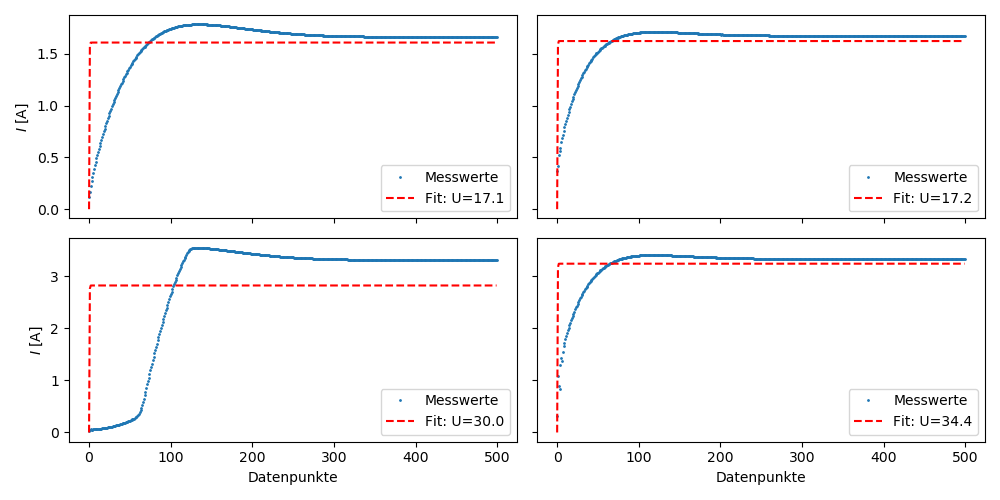 1.5
1.0
0.5
0.0
I [A]
Messwerte
Fit: U=17.1
Messwerte
Fit: U=17.2
3
2
1
0
I [A]
Messwerte
Fit: U=30.0
Messwerte
Fit: U=34.4
0 100 200 300 400 500
0 100 200 300 400 500
Datenpunkte
Datenpunkte